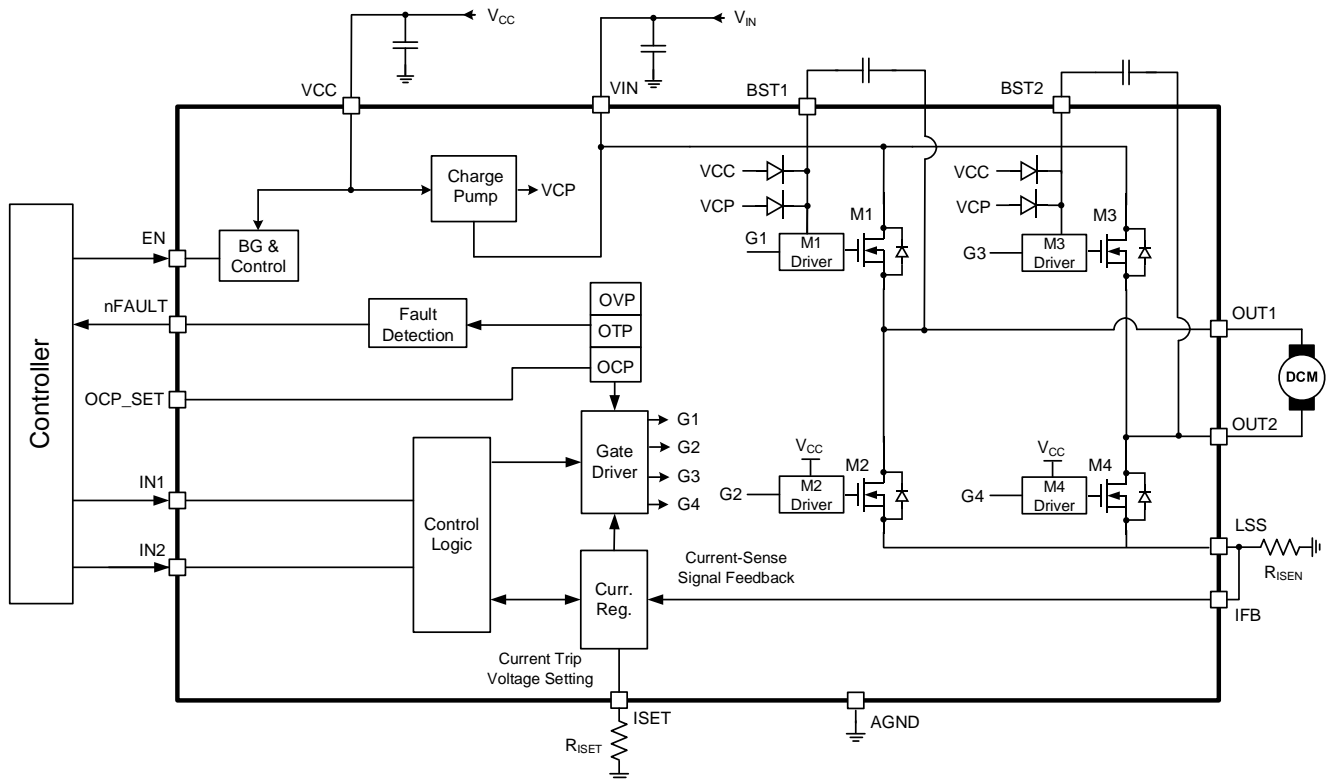 VCC
VIN
VCC
VIN
BST1
BST2
Charge
Pump
VCP
VCC
VCP
VCC
VCP
M1
M3
G1
M1
Driver
G3
M3
Driver
EN
BG &
Control
nFAULT
Fault
Detection
OVP
OTP
OCP
OUT1
DCM
OUT2
Controller
OCP_SET
Gate
Driver
G1
G2
G3
G4
VCC
M2
G2
M2
Driver
VCC
M4
G4
M4
Driver
IN1
IN2
Control
Logic
Curr.
Reg.
Current-Sense
Signal Feedback
LSS
RISEN
IFB
Current Trip
Voltage Setting
ISET
RISET
AGND